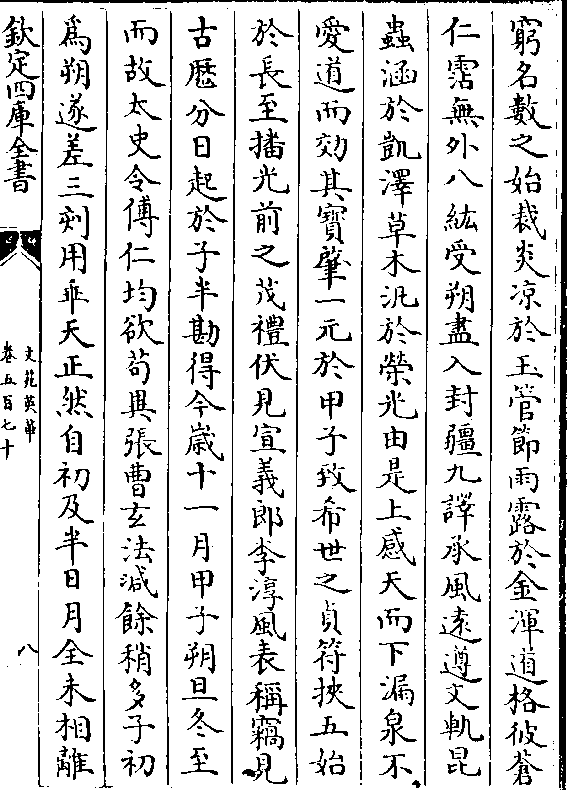 窮名數之始裁炎凉於玉管節雨露於金渾道格彼蒼
仁霑無外八紘受朔盡入封疆九譯承風遠遵文軌昆
蟲涵於凱澤草木汎於榮光由是上感天而下漏泉不
愛道而効其寶肇一元於甲子致希世之貞符挾五始
於長至播光前之茂禮伏見宣義郎李淳風表稱竊見
古厯分日起於子半勘得今嵗十一月甲子朔旦冬至
而故太史令傅仁均欲苟異張曹玄法減餘稍多子初
爲朔遂差三刻用乖天正然自初及半日月全未相離
欽定四庫全書
文苑英華
卷五百七十
八